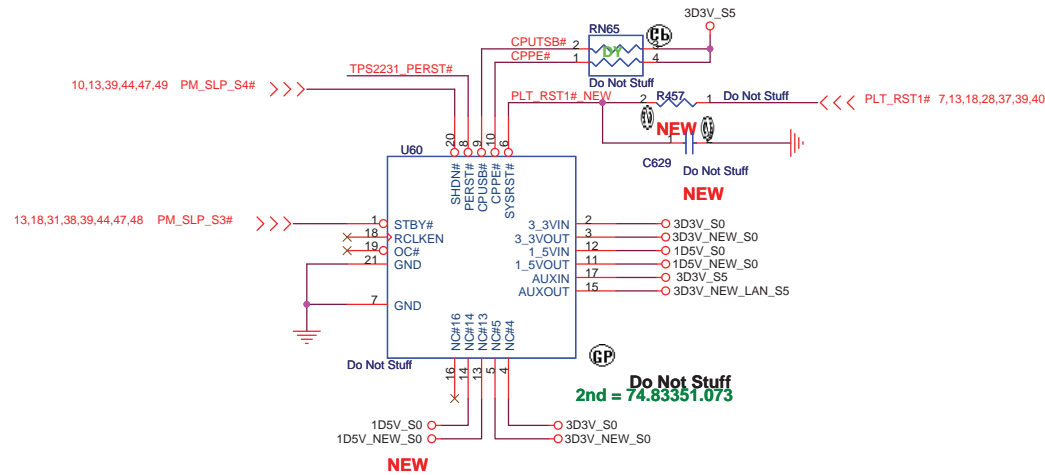 3D3V_S5
RN65
CPUTSB# 2 3
CPPE# 1 4
DY
Do Not Stuff
TPS2231_PERST#
10,13,39,44,47,49 PM_SLP_S4#
PLT_RST1#_NEW 2 R457 1 Do Not Stuff PLT_RST1# 7,13,18,28,37,39,40
NEW
1 2
C629 Do Not Stuff
NEW
20 8 9 10 6
U60
SHDN# PERST# CPUSB# CPPE# SYSRST#
13,18,31,38,39,44,47,48 PM_SLP_S3# 1 STBY#
18 RCLKEN
19 OC#
21 GND
7 GND
3_3VIN 2 3D3V_S0
3_3VOUT 3 3D3V_NEW_S0
1_5VIN 12 1D5V_S0
1_5VOUT 11 1D5V_NEW_S0
AUXIN 17 3D3V_S5
AUXOUT 15 3D3V_NEW_LAN_S5
NC#16 NC#14 NC#13 NC#5 NC#4
Do Not Stuff
GP
16 14 13 5 4
Do Not Stuff
2nd = 74.83351.073
1D5V_S0 3D3V_S0
1D5V_NEW_S0 3D3V_NEW_S0
NEW